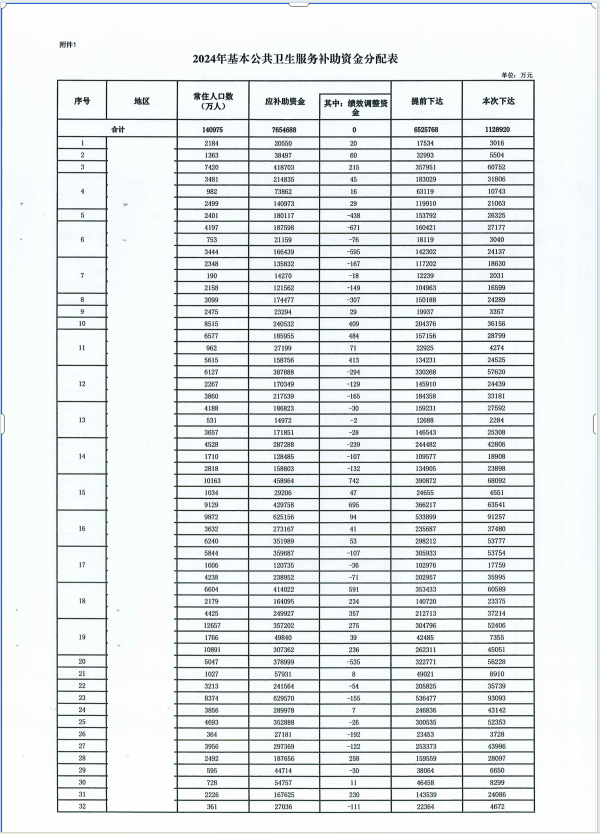 附件1
2024年基本公共卫生服务补助资金分配表
单位：万元
序号 地区 常住人口数（万人） 应补助资金 其中：绩效调整资金 提前下达 本次下达
合计 140975 7654688 0 6525768 1128920
1 2184 20550 20 17534 3016
2 1363 38497 60 32993 5504
3 7420 418703 215 357951 60752
3481 214835 45 183029 31806
4 982 73862 16 63119 10743
2499 140973 29 119910 21063
5 2401 180117 -438 153792 26325
4197 187598 -671 160421 27177
6 753 21159 -76 18119 3040
3444 166439 -595 142302 24137
2348 135832 -167 117202 18630
7 190 14270 -18 12239 2031
2158 121562 -149 104963 16599
8 3099 174477 -307 150188 24289
9 2475 23294 29 19937 3357
10 8515 240532 409 204376 36156
6577 185955 484 157156 28799
11 962 27199 71 22925 4274
5615 158756 413 134231 24525
6127 387888 -294 330268 57620
12 2267 170349 -129 145910 24439
3860 217539 -165 184358 33181
4188 186823 -30 159231 27592
13 531 14972 -2 12688 2284
3657 171851 -28 146543 25308
4528 287288 -239 244482 42806
14 1710 128485 -107 109577 18908
2818 158803 -132 134905 23898
10163 458964 742 390872 68092
15 1034 29206 47 24655 4551
9129 429758 695 366217 63541
9872 625156 94 533899 91257
16 3632 273167 41 235687 37480
6240 351989 53 298212 53777
5844 359687 -107 305933 53754
17 1606 120735 -36 102976 17759
4238 238952 -71 202957 35995
6604 414022 591 353433 60589
18 2179 164095 234 140720 23375
4425 249927 357 212713 37214
12657 357202 275 304796 52406
19 1766 49840 39 42485 7355
10891 307362 236 262311 45051
20 5047 378999 -535 322771 56228
21 1027 57931 8 49021 8910
22 3213 241564 -54 205825 35739
23 8374 629570 -155 536477 93093
24 3856 289978 7 246836 43142
25 4693 352888 -26 300535 52353
26 364 27181 -192 23453 3728
27 3956 297369 -122 253373 43996
28 2492 187656 258 159559 28097
29 595 44714 -30 38064 6650
30 728 54757 11 46458 8299
31 2226 167625 230 143539 24086
32 361 27036 -111 22364 4672